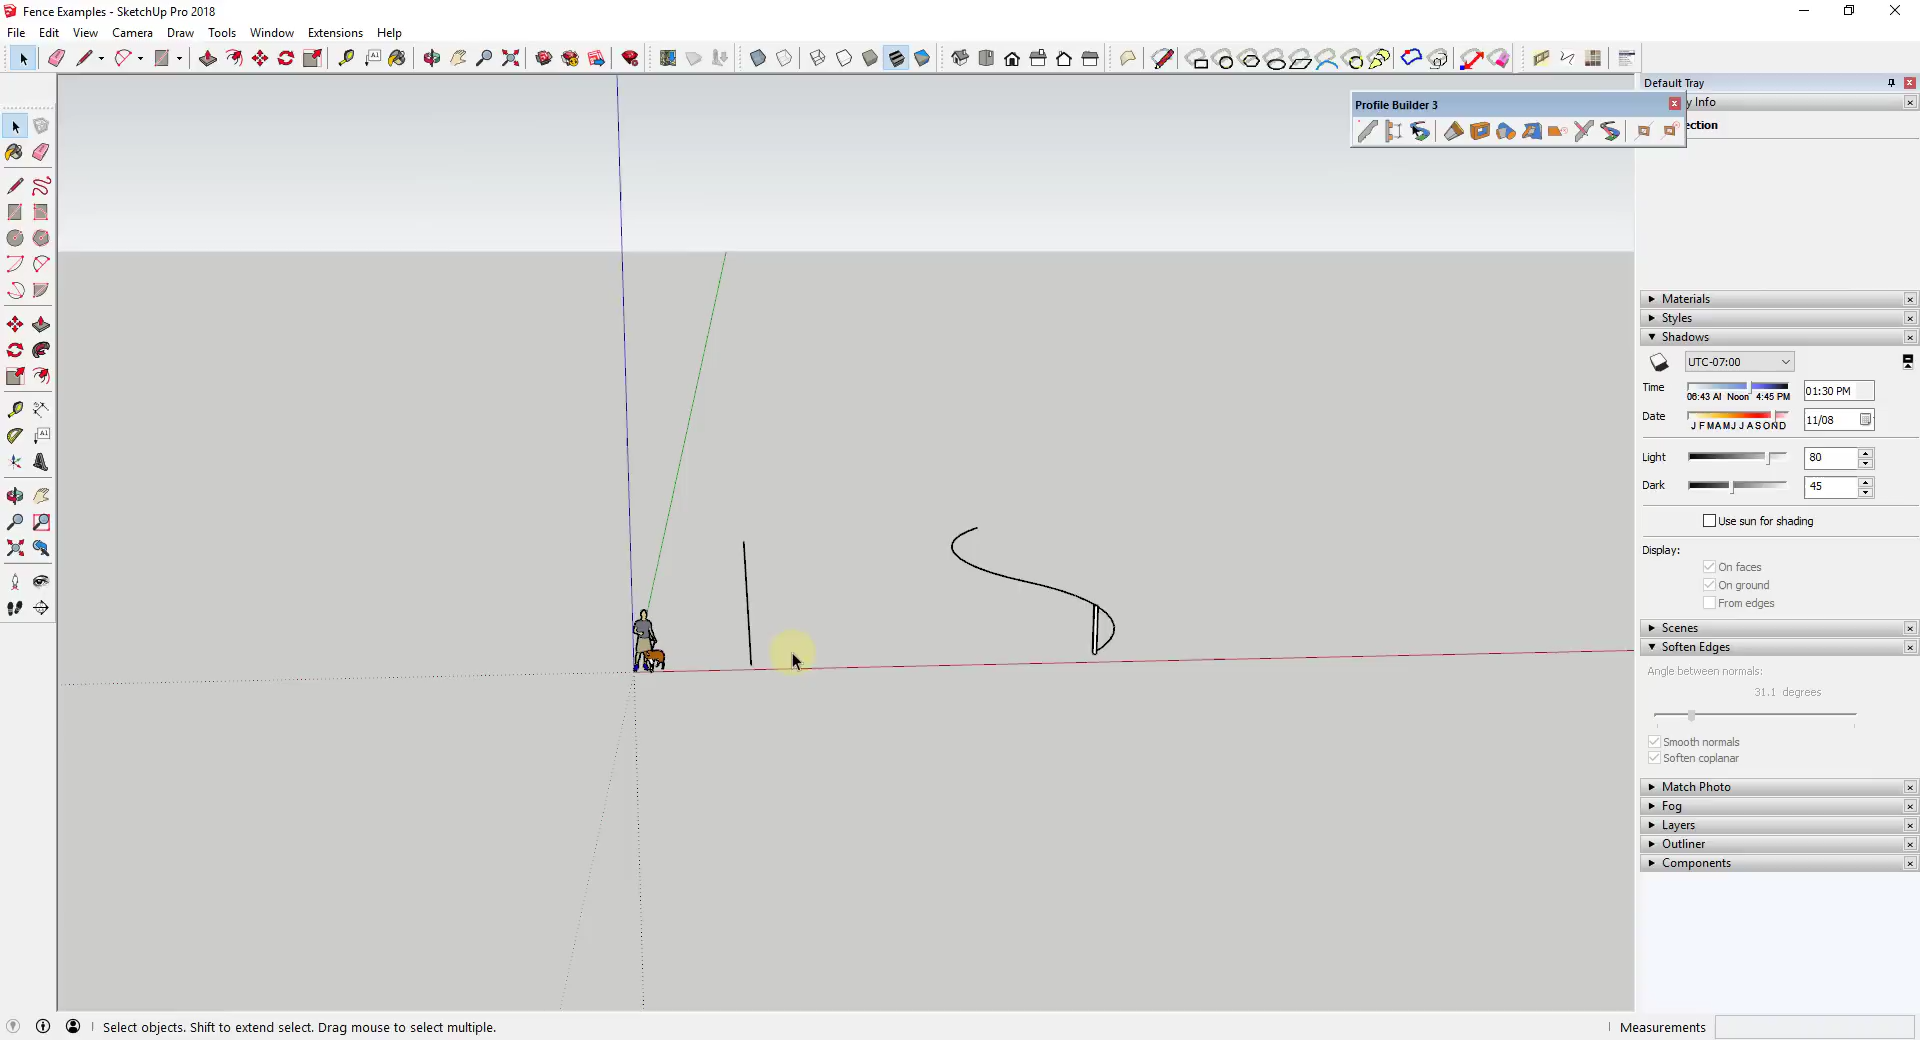 Fence Examples - SketchUp Pro 2018
File Edit View Camera Draw Tools Window Extensions Help
Default Tray
Profile Builder 3
y Info
ection
Materials
Styles
Shadows
UTC-07:00
Time
06:43 AI Noon 4:45 PM
01:30 PM
Date
J F M A M J J A S O N D
11/08
Light
80
Dark
45
Use sun for shading
Display:
On faces
On ground
From edges
Scenes
Soften Edges
Angle between normals:
31.1 degrees
Smooth normals
Soften coplanar
Match Photo
Fog
Layers
Outliner
Components
Select objects. Shift to extend select. Drag mouse to select multiple.
Measurements